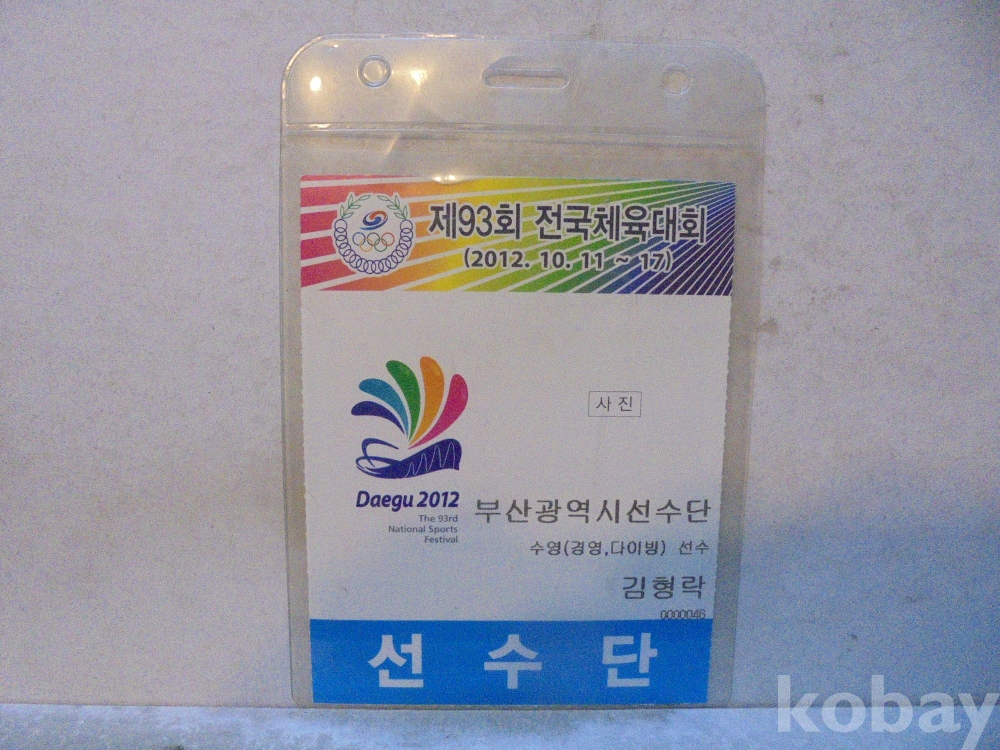 제93회 전국체육대회
(2012. 10. 11 ~ 17)
사진
Daegu 2012
The 93rd
National Sports
Festival
부산광역시선수단
수영(경영,다이빙) 선수
김형락
0000046
선수단
kobay